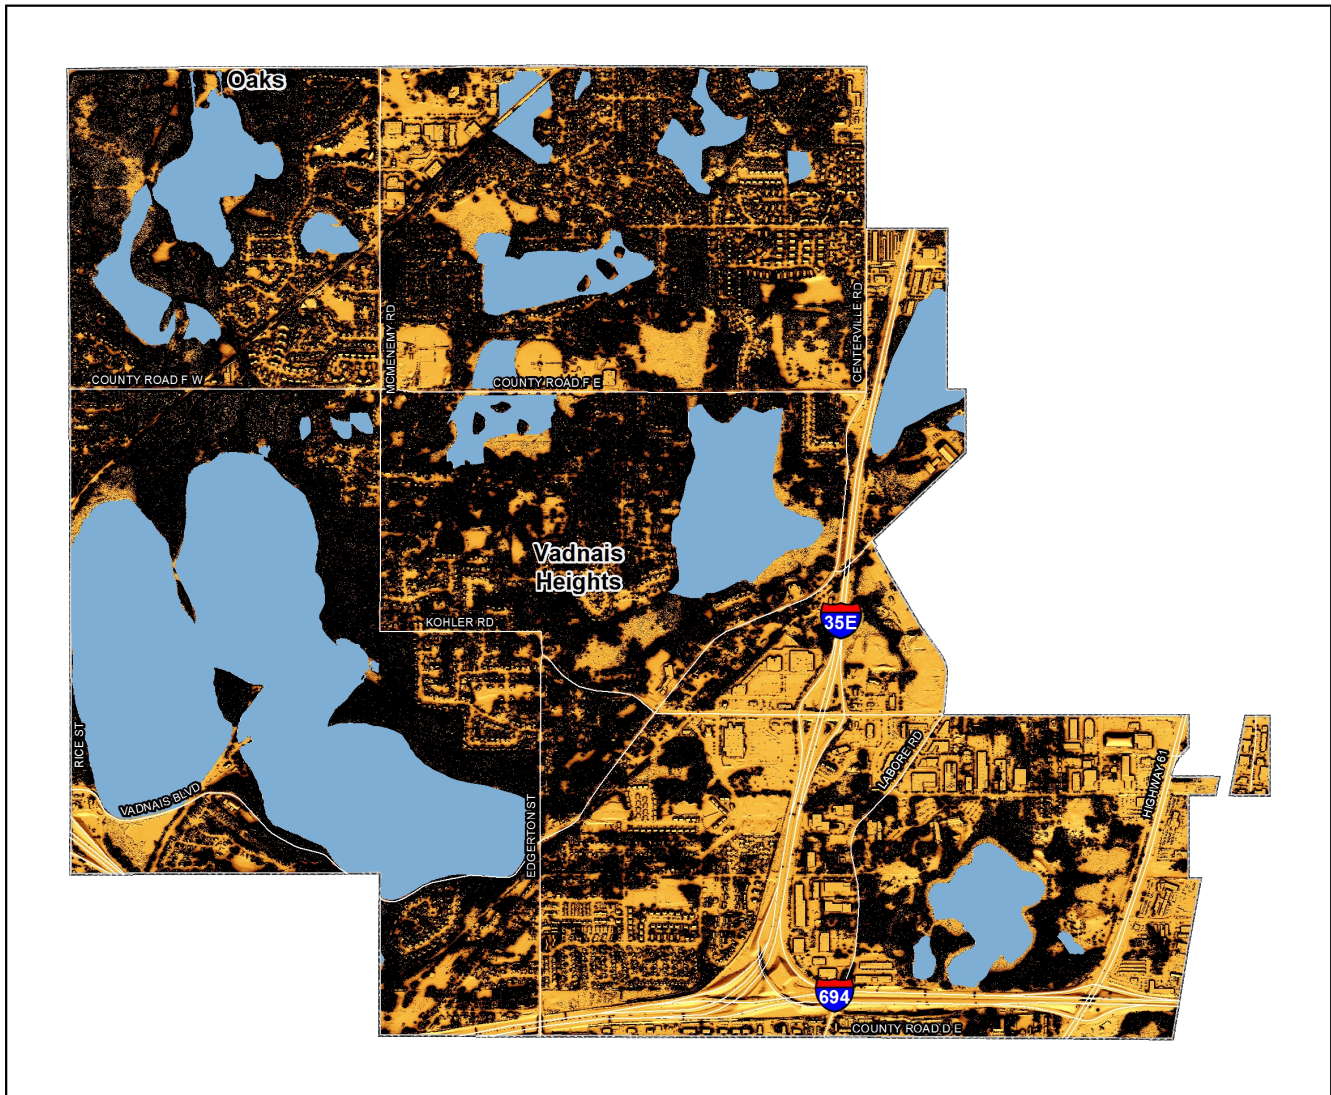 Oaks
MCMENEMY RD
CENTERVILLE RD
COUNTY ROAD F W
COUNTY ROAD F E
Vadnais
Heights
35E
KOHLER RD
RICE ST
LABORE RD
HIGHWAY 61
VADNAIS BLVD
EDGERTON ST
694
COUNTY ROAD D E